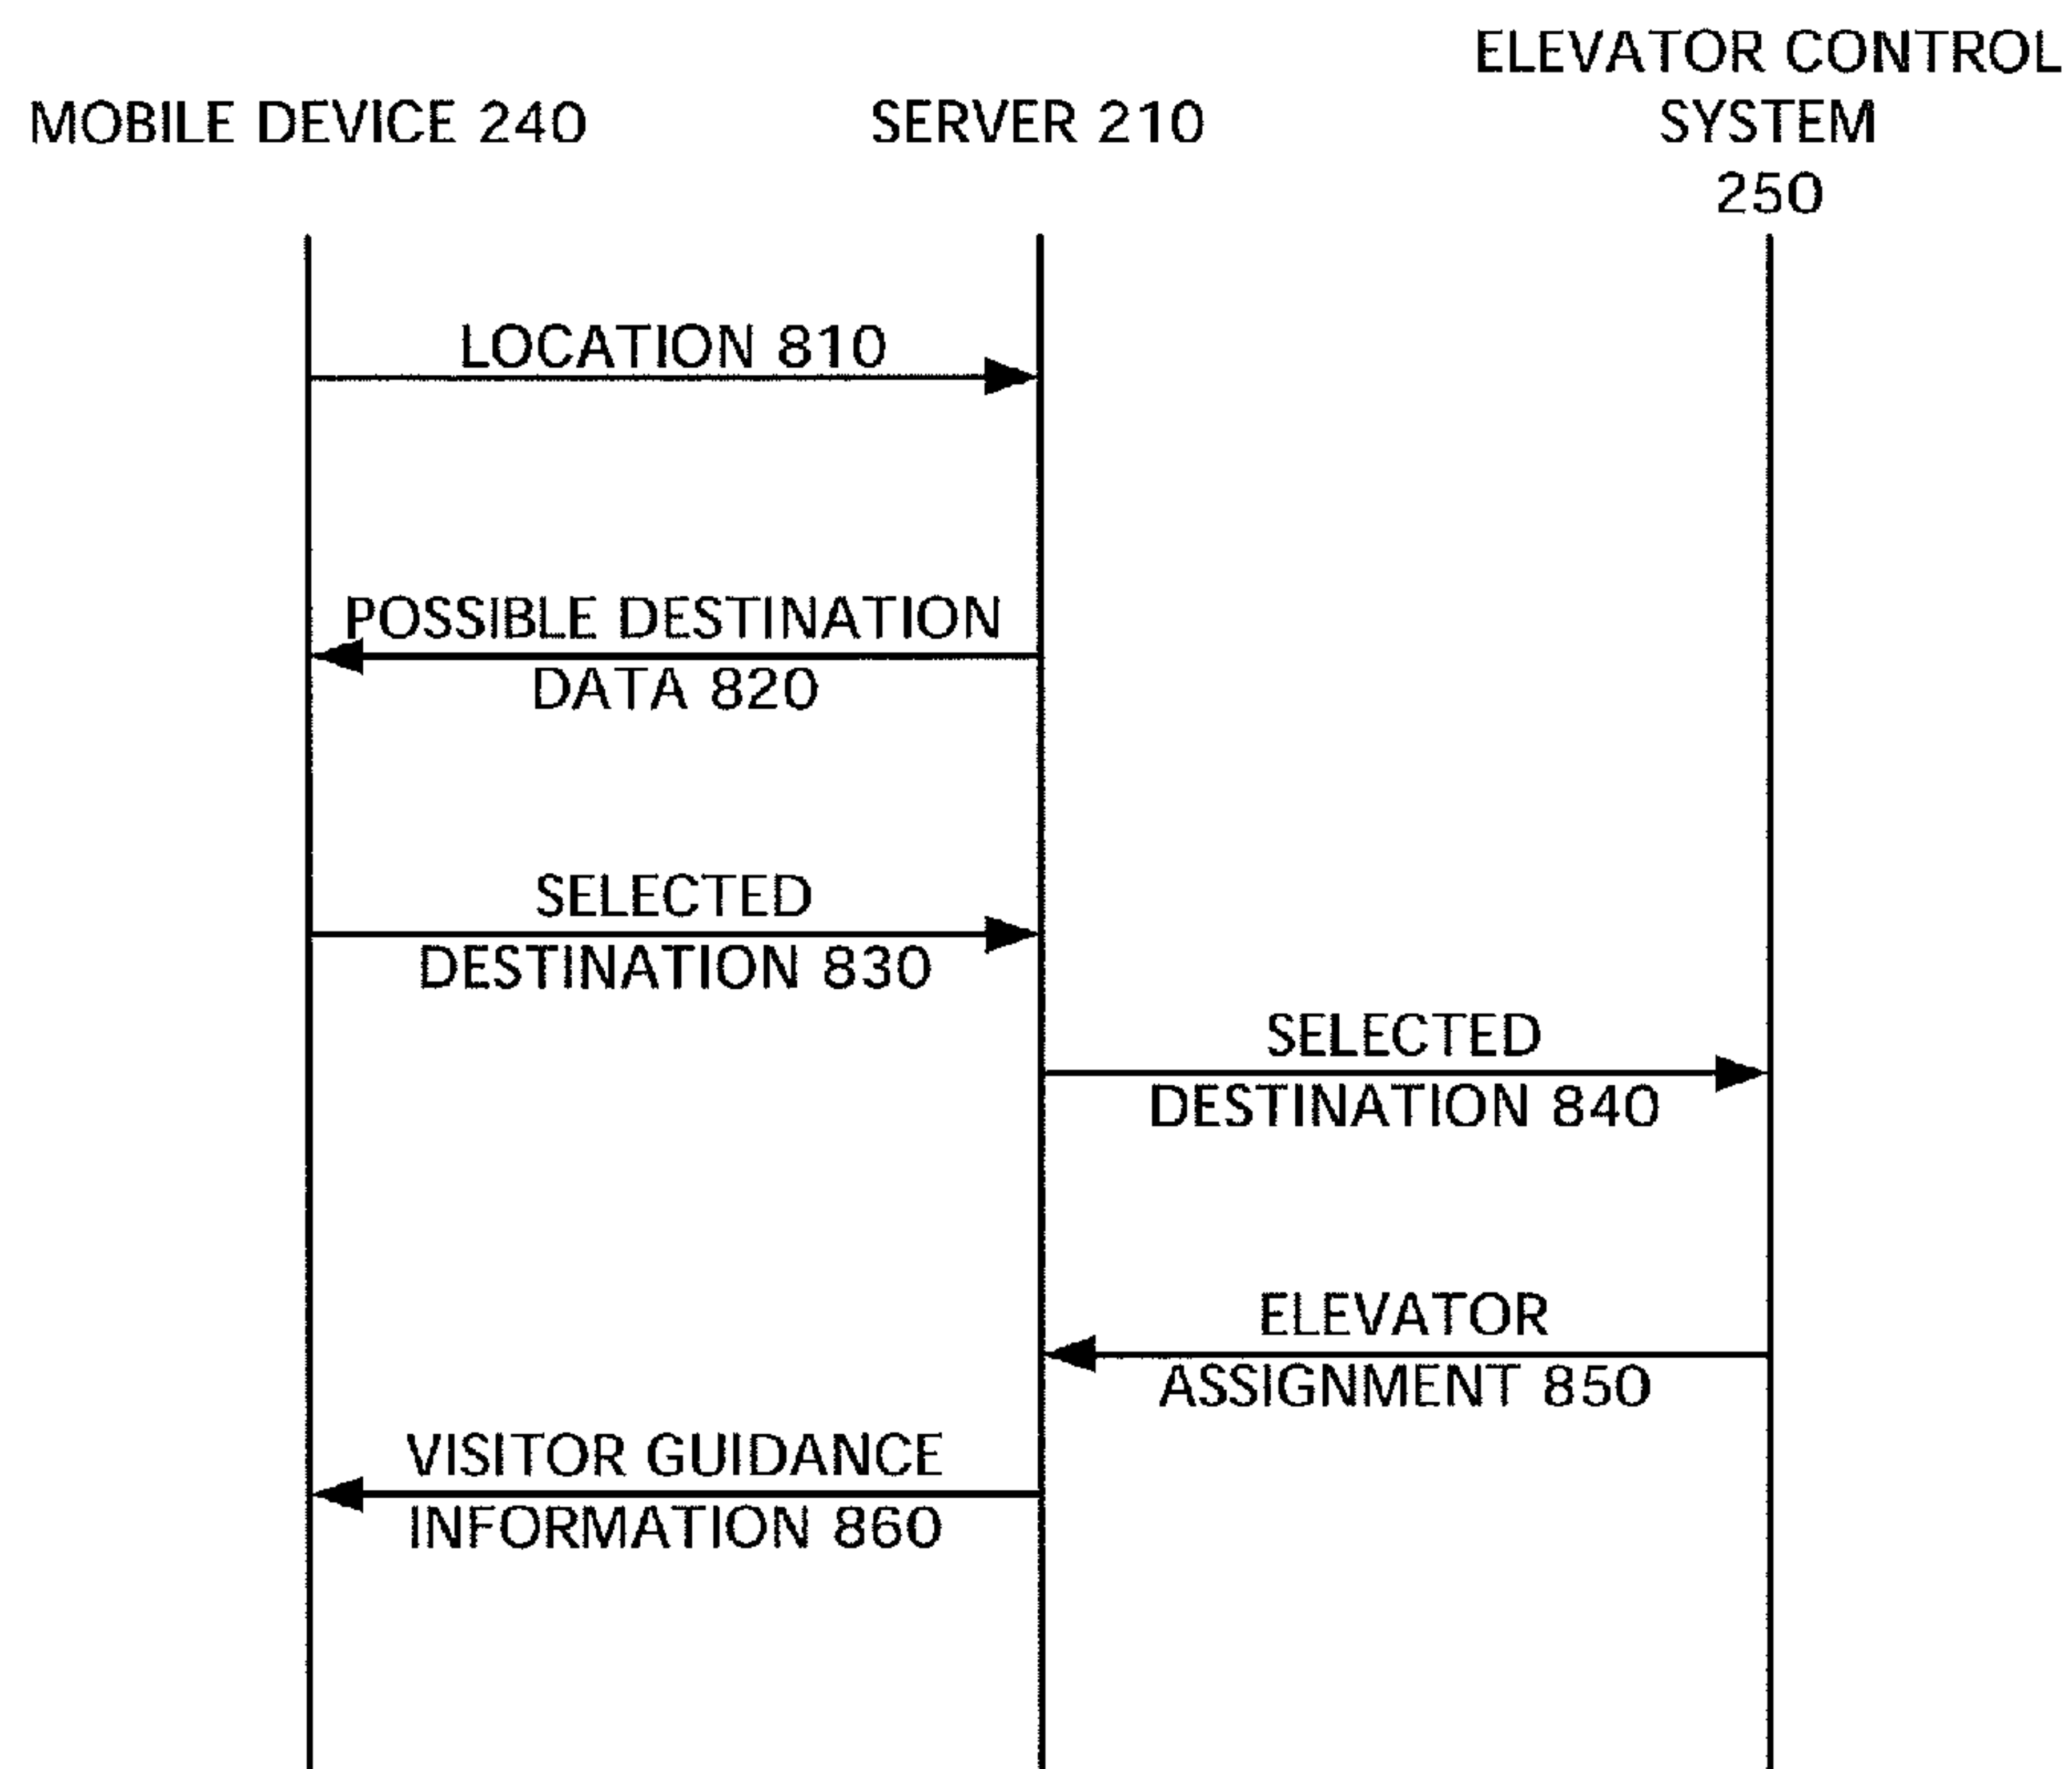 MOBILE DEVICE 240
SERVER 210
ELEVATOR CONTROL
SYSTEM
250
LOCATION 810
POSSIBLE DESTINATION
DATA 820
SELECTED
DESTINATION 830
SELECTED
DESTINATION 840
ELEVATOR
ASSIGNMENT 850
VISITOR GUIDANCE
INFORMATION 860